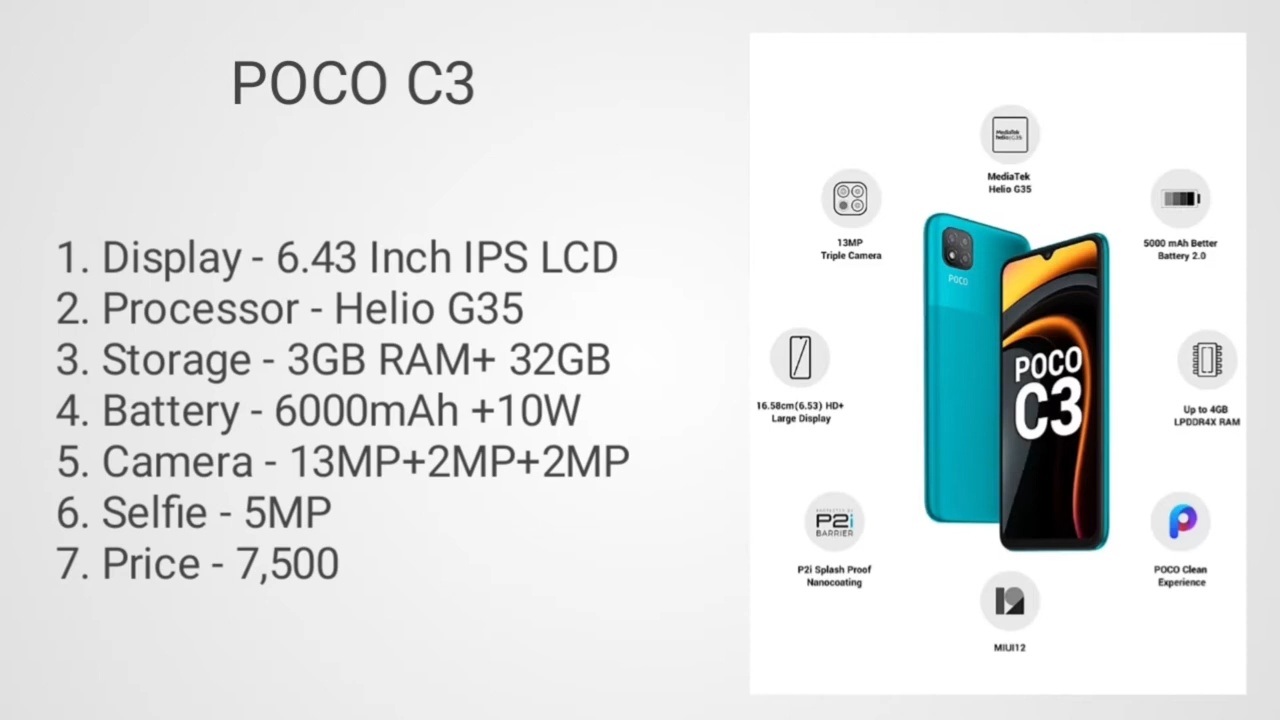 POCO C3
1. Display - 6.43 Inch IPS LCD
2. Processor - Helio G35
3. Storage - 3GB RAM+ 32GB
4. Battery - 6000mAh +10W
5. Camera - 13MP+2MP+2MP
6. Selfie - 5MP
7. Price - 7,500
MediaTek
MediaTek
Helio G35
13MP
Triple Camera
5000 mAh Better
Battery 2.0
POCO
POCO
C3
16.58cm(6.53) HD+
Large Display
Up to 4GB
LPDDR4X RAM
P2i
BARRIER
P2i Splash Proof
Nanocoating
POCO Clean
Experience
MIUI12